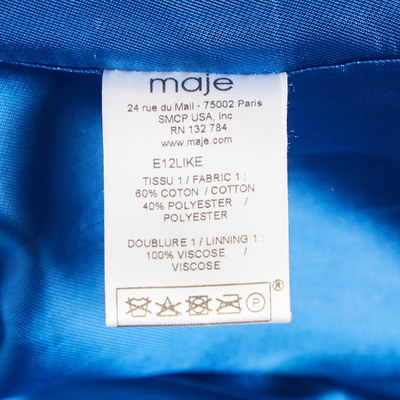 maje
24 rue du Mail - 75002 Paris
SMCP USA, Inc
RN 132 784
www.maje.com
E12LIKE
TISSU 1 / FABRIC 1 :
60% COTON / COTTON
40% POLYESTER /
POLYESTER
DOUBLURE 1 / LINNING 1 :
100% VISCOSE /
VISCOSE
P ®